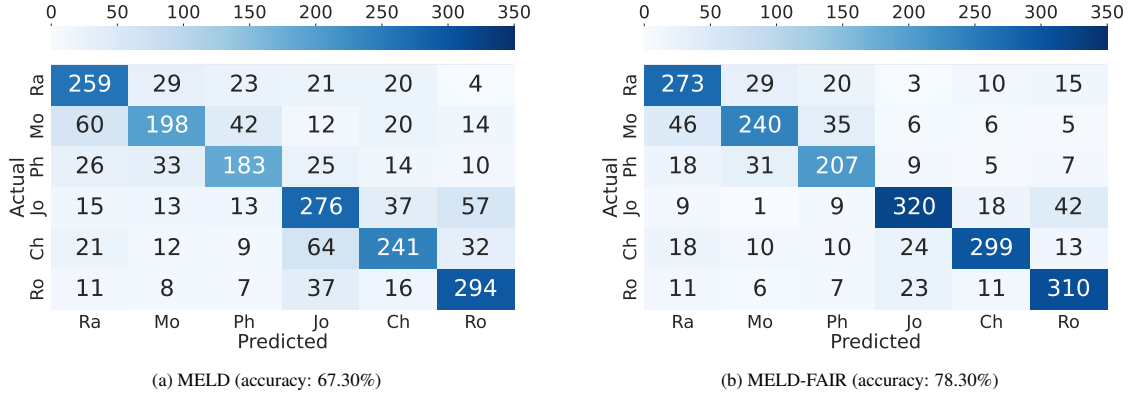 0 50 100 150 200 250 300 350
Ra 259 29 23 21 20 4
Mo 60 198 42 12 20 14
Ph 26 33 183 25 14 10
Jo 15 13 13 276 37 57
Ch 21 12 9 64 241 32
Ro 11 8 7 37 16 294
Actual
Ra Mo Ph Jo Ch Ro
Predicted
(a) MELD (accuracy: 67.30%)
0 50 100 150 200 250 300 350
Ra 273 29 20 3 10 15
Mo 46 240 35 6 6 5
Ph 18 31 207 9 5 7
Jo 9 1 9 320 18 42
Ch 18 10 10 24 299 13
Ro 11 6 7 23 11 310
Actual
Ra Mo Ph Jo Ch Ro
Predicted
(b) MELD-FAIR (accuracy: 78.30%)